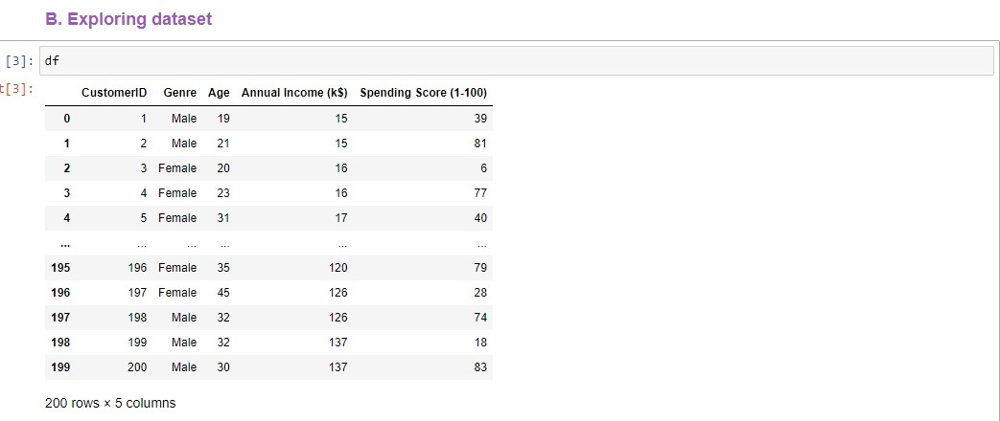 B. Exploring dataset
[3]: df
t[3]:
CustomerID Genre Age Annual Income (k$) Spending Score (1-100)
0 1 Male 19 15 39
1 2 Male 21 15 81
2 3 Female 20 16 6
3 4 Female 23 16 77
4 5 Female 31 17 40
... ... ... ... ... ...
195 196 Female 35 120 79
196 197 Female 45 126 28
197 198 Male 32 126 74
198 199 Male 32 137 18
199 200 Male 30 137 83
200 rows × 5 columns